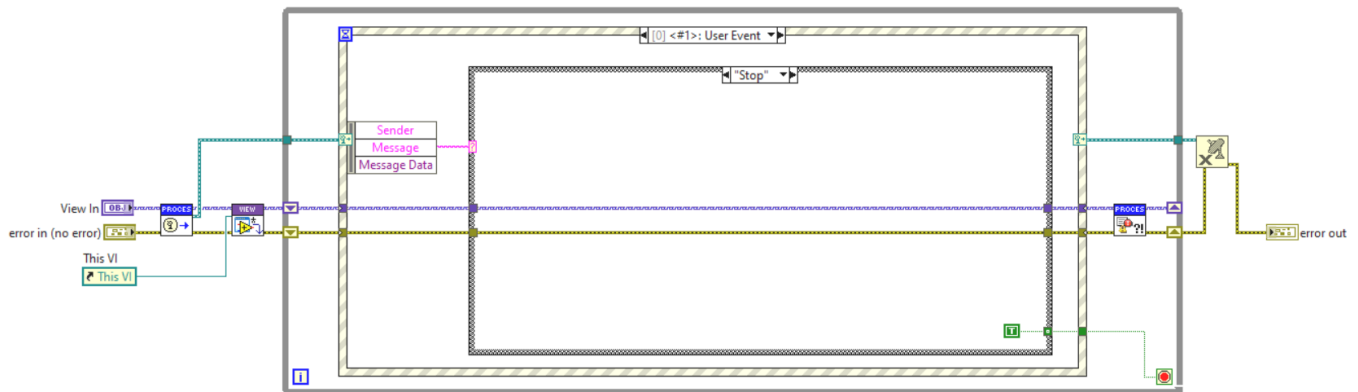 [0] <#1>: User Event
"Stop"
Sender
Message
Message Data
?
View In
OBJ
PROCES
VIEW
PROCES
?!
error in (no error)
error out
This VI
This VI
X
T
i